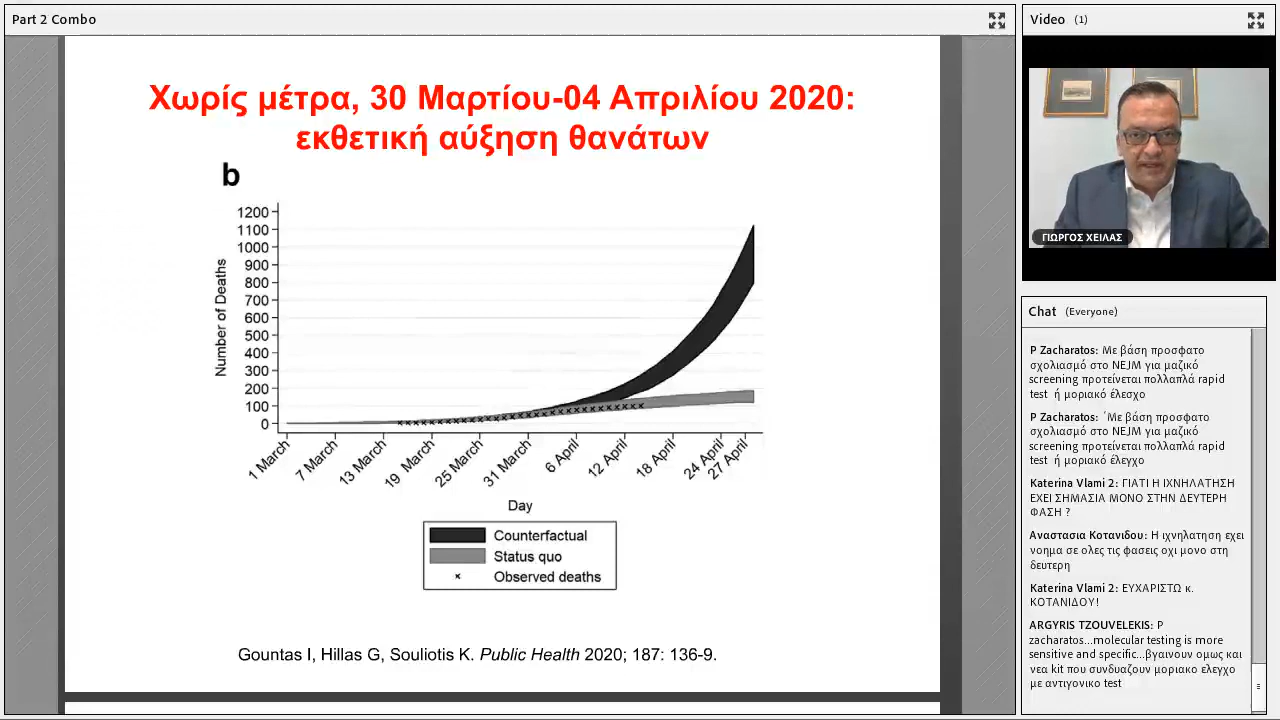 Part 2 Combo
Χωρίς μέτρα, 30 Μαρτίου-04 Απριλίου 2020:
εκθετική αύξηση θανάτων
b
Number of Deaths
1200
1100
1000
900
800
700
600
500
400
300
200
100
0
1 March
7 March
13 March
19 March
25 March
31 March
6 April
12 April
18 April
24 April
27 April
Day
Counterfactual
Status quo
Observed deaths
Gountas I, Hillas G, Souliotis K. Public Health 2020; 187: 136-9.
Video (1)
ΓΙΩΡΓΟΣ ΧΕΙΛΑΣ
Chat (Everyone)
P Zacharatos: Με βάση προσφατο
σχολιασμό στο NEJM για μαζικό
screening προτείνεται πολλαπλά rapid
test ή μοριακό έλεσχο
P Zacharatos: ΄Με βάση προσφατο
σχολιασμό στο NEJM για μαζικό
screening προτείνεται πολλαπλά rapid
test ή μοριακό έλεγχο
Katerina Vlami 2: ΓΙΑΤΙ Η ΙΧΝΗΛΑΤΗΣΗ
ΕΧΕΙ ΣΗΜΑΣΙΑ ΜΟΝΟ ΣΤΗΝ ΔΕΥΤΕΡΗ
ΦΑΣΗ ?
Αναστασια Κοτανιδου: Η ιχνηλατηση εχει
νοημα σε ολες τις φασεις οχι μονο στη
δευτερη
Katerina Vlami 2: ΕΥΧΑΡΙΣΤΩ κ.
ΚΟΤΑΝΙΔΟΥ!
ARGYRIS TZOUVELEKIS: P
zacharatos...molecular testing is more
sensitive and specific...βγαινουν ομως και
νεα kit που συνδυαζουν μοριακο ελεγχο
με αντιγονικο test